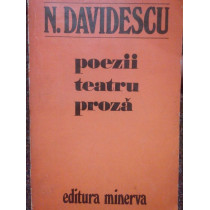 N. DAVIDESCU
poezii
teatru
proză
editura minerva